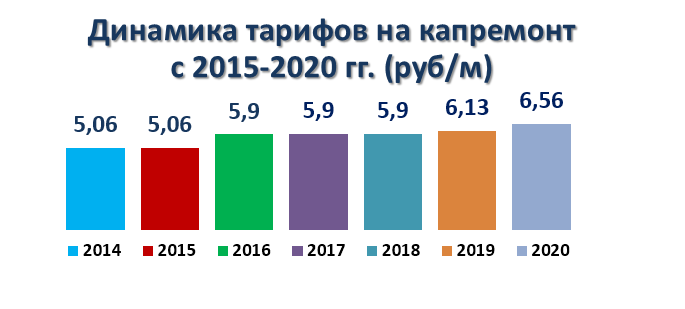 Динамика тарифов на капремонт
с 2015-2020 гг. (руб/м)
5,06 5,06 5,9 5,9 5,9 6,13 6,56
2014 2015 2016 2017 2018 2019 2020